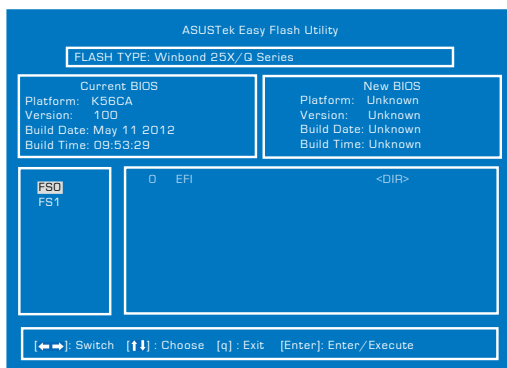 ASUSTek Easy Flash Utility
FLASH TYPE: Winbond 25X/Q Series
Current BIOS
Platform: K56CA
Version: 100
Build Date: May 11 2012
Build Time: 09:53:29
New BIOS
Platform: Unknown
Version: Unknown
Build Date: Unknown
Build Time: Unknown
FS0
FS1
0 EFI <DIR>
[←→]: Switch [↑↓] : Choose [q] : Exit [Enter]: Enter/Execute